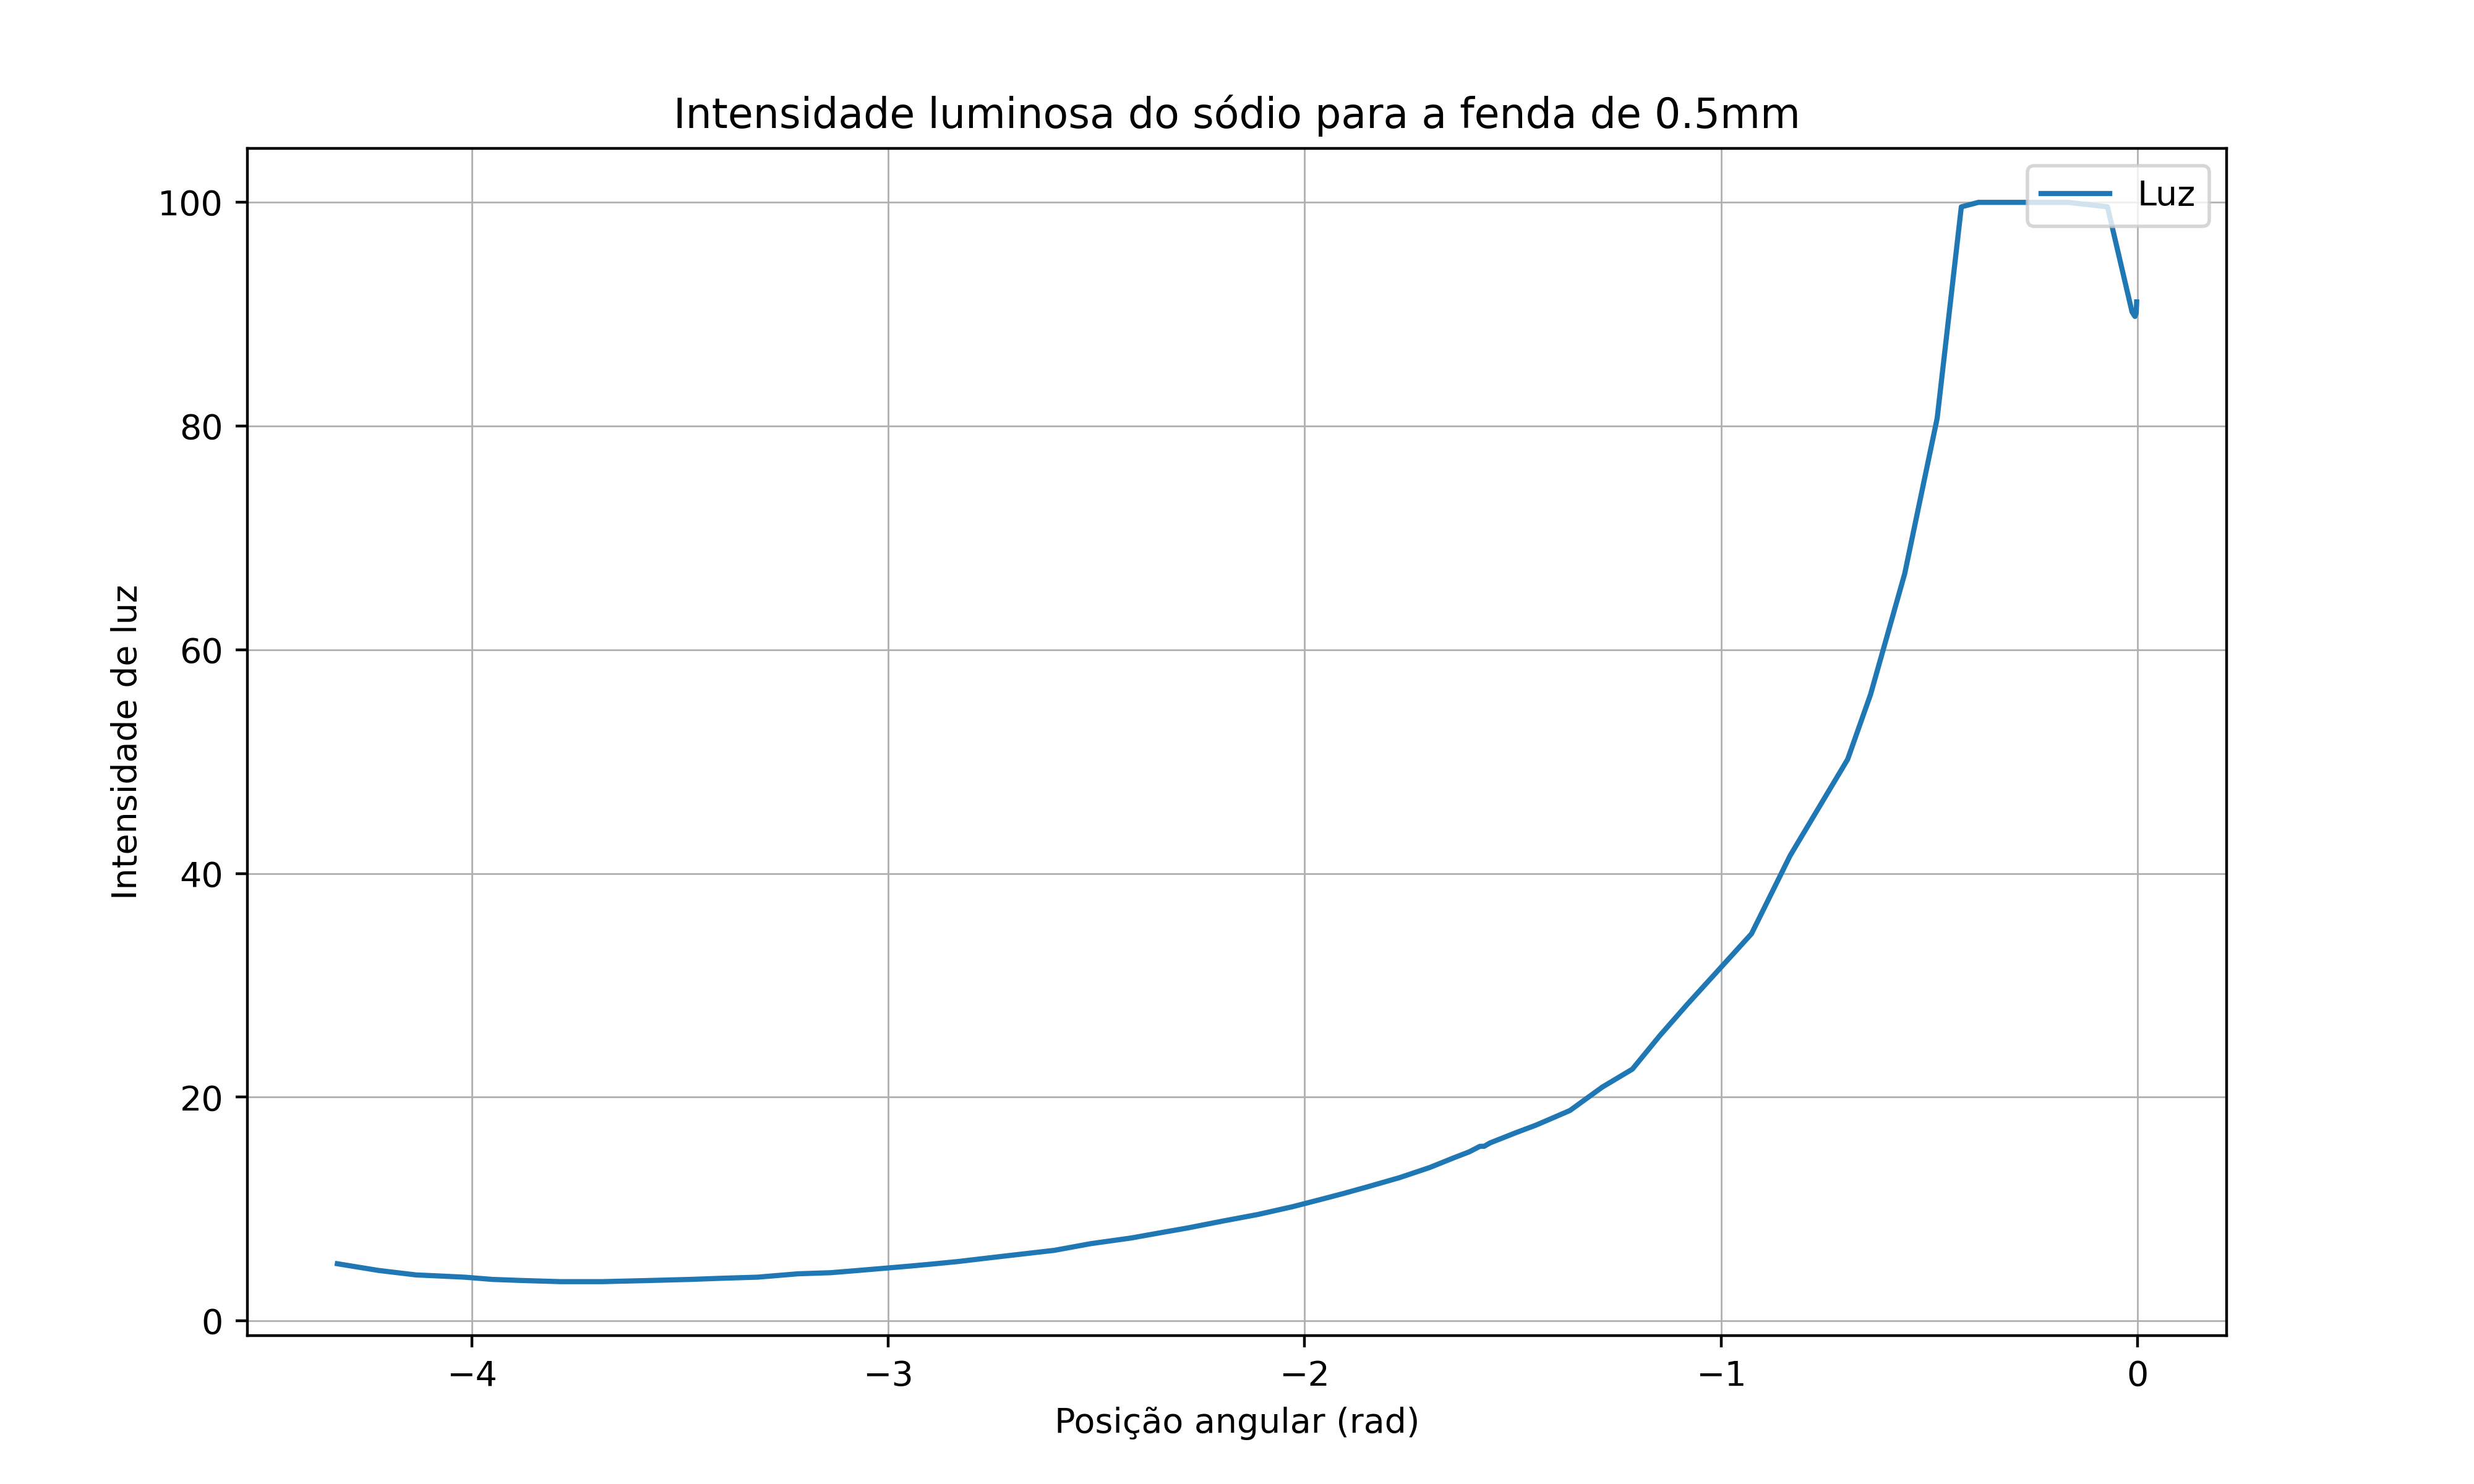 Intensidade luminosa do sódio para a fenda de 0.5mm
Luz
100
80
60
40
20
0
Intensidade de luz
−4 −3 −2 −1 0
Posição angular (rad)